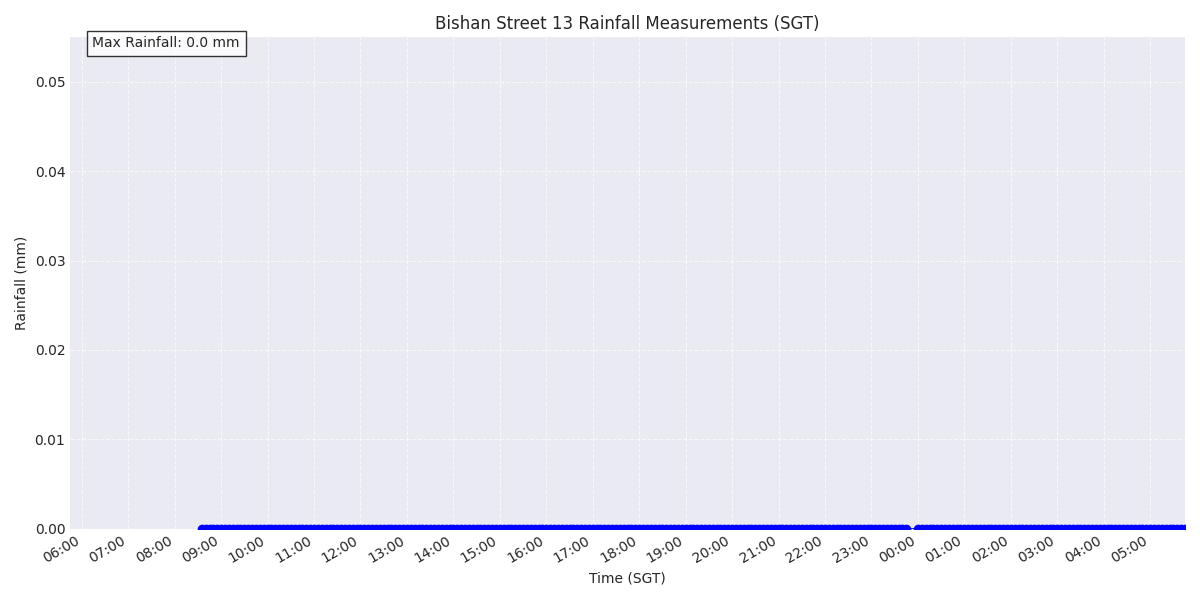 Bishan Street 13 Rainfall Measurements (SGT)
Max Rainfall: 0.0 mm
0.05
0.04
0.03
0.02
0.01
0.00
Rainfall (mm)
06:00 07:00 08:00 09:00 10:00 11:00 12:00 13:00 14:00 15:00 16:00 17:00 18:00 19:00 20:00 21:00 22:00 23:00 00:00 01:00 02:00 03:00 04:00 05:00
Time (SGT)